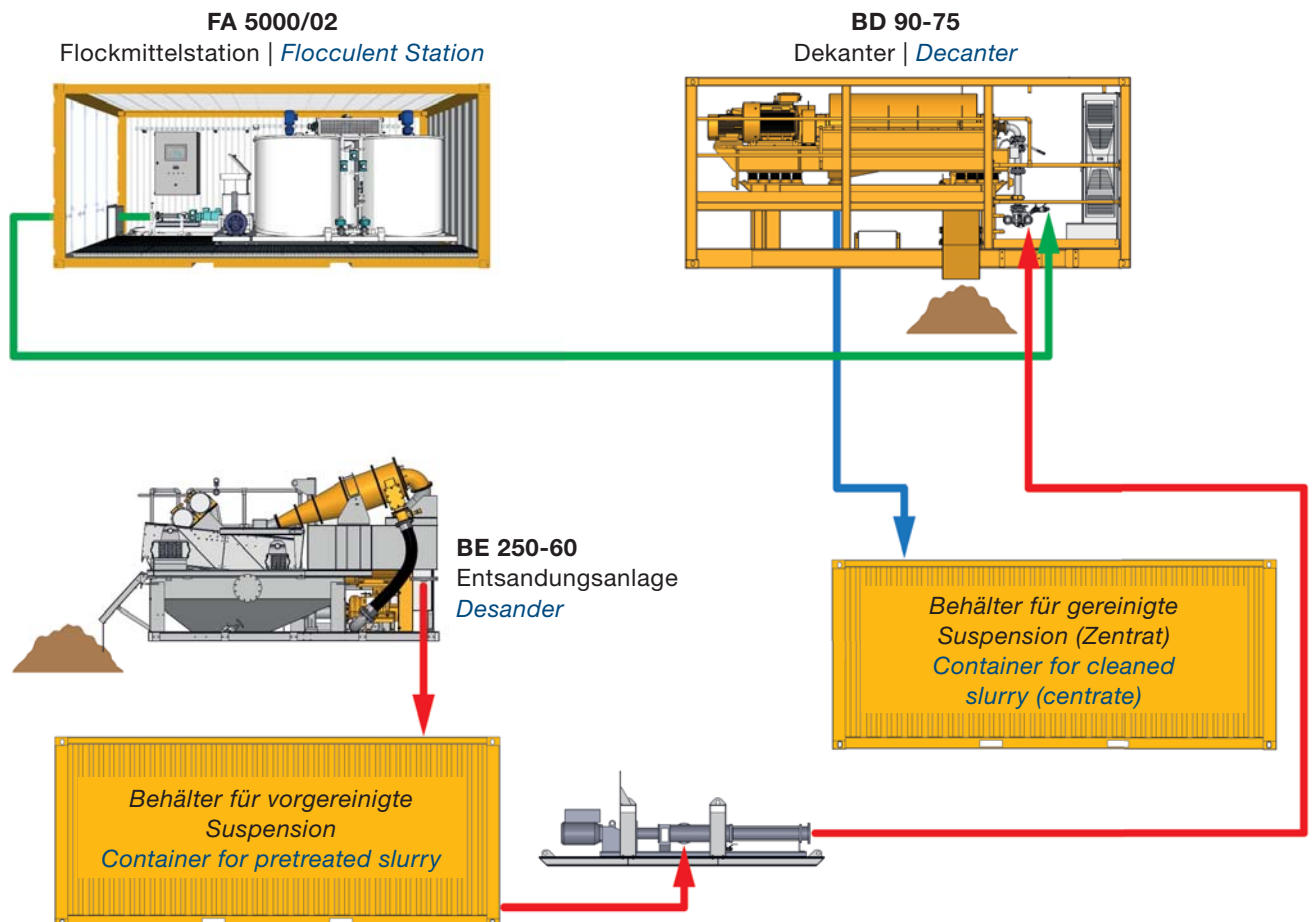 FA 5000/02
Flockmittelstation | Flocculent Station
BD 90-75
Dekanter | Decanter
BE 250-60
Entsandungsanlage
Desander
Behälter für gereinigte
Suspension (Zentrat)
Container for cleaned
slurry (centrate)
Behälter für vorgereinigte
Suspension
Container for pretreated slurry